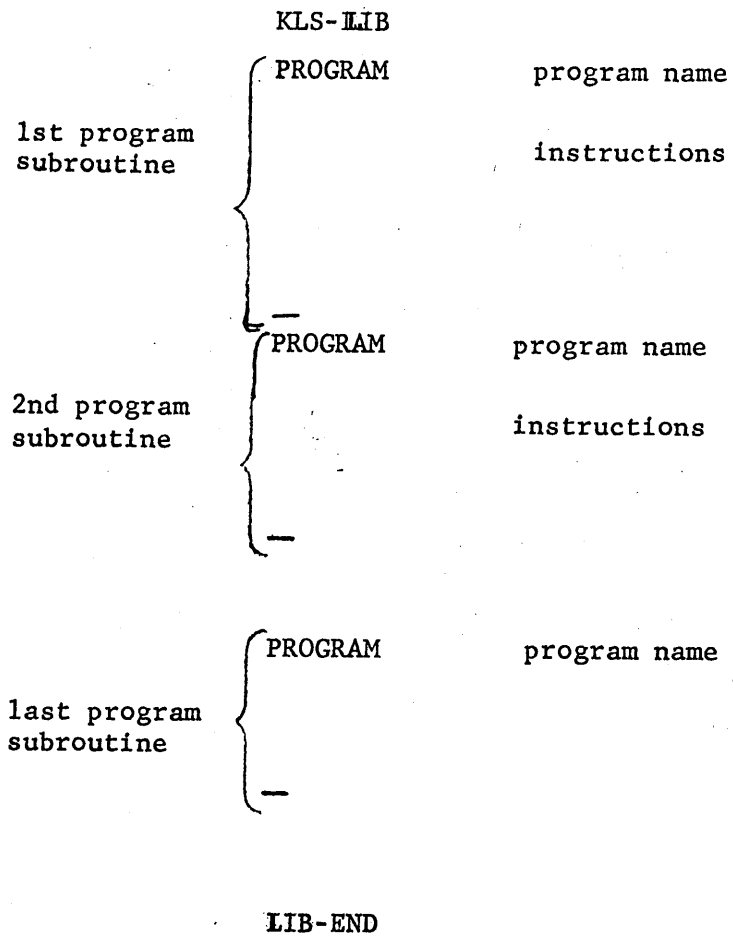 KLS-LIB
PROGRAM program name
1st program
subroutine
instructions
—
PROGRAM program name
2nd program
subroutine
instructions
—
PROGRAM program name
last program
subroutine
—
LIB-END